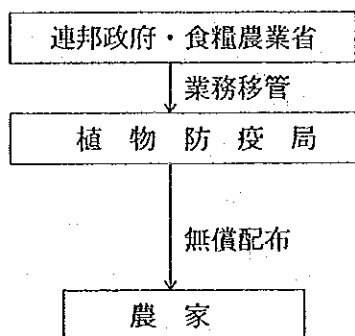 連邦政府・食糧農業省
業務移管
植物防疫局
無償配布
農家